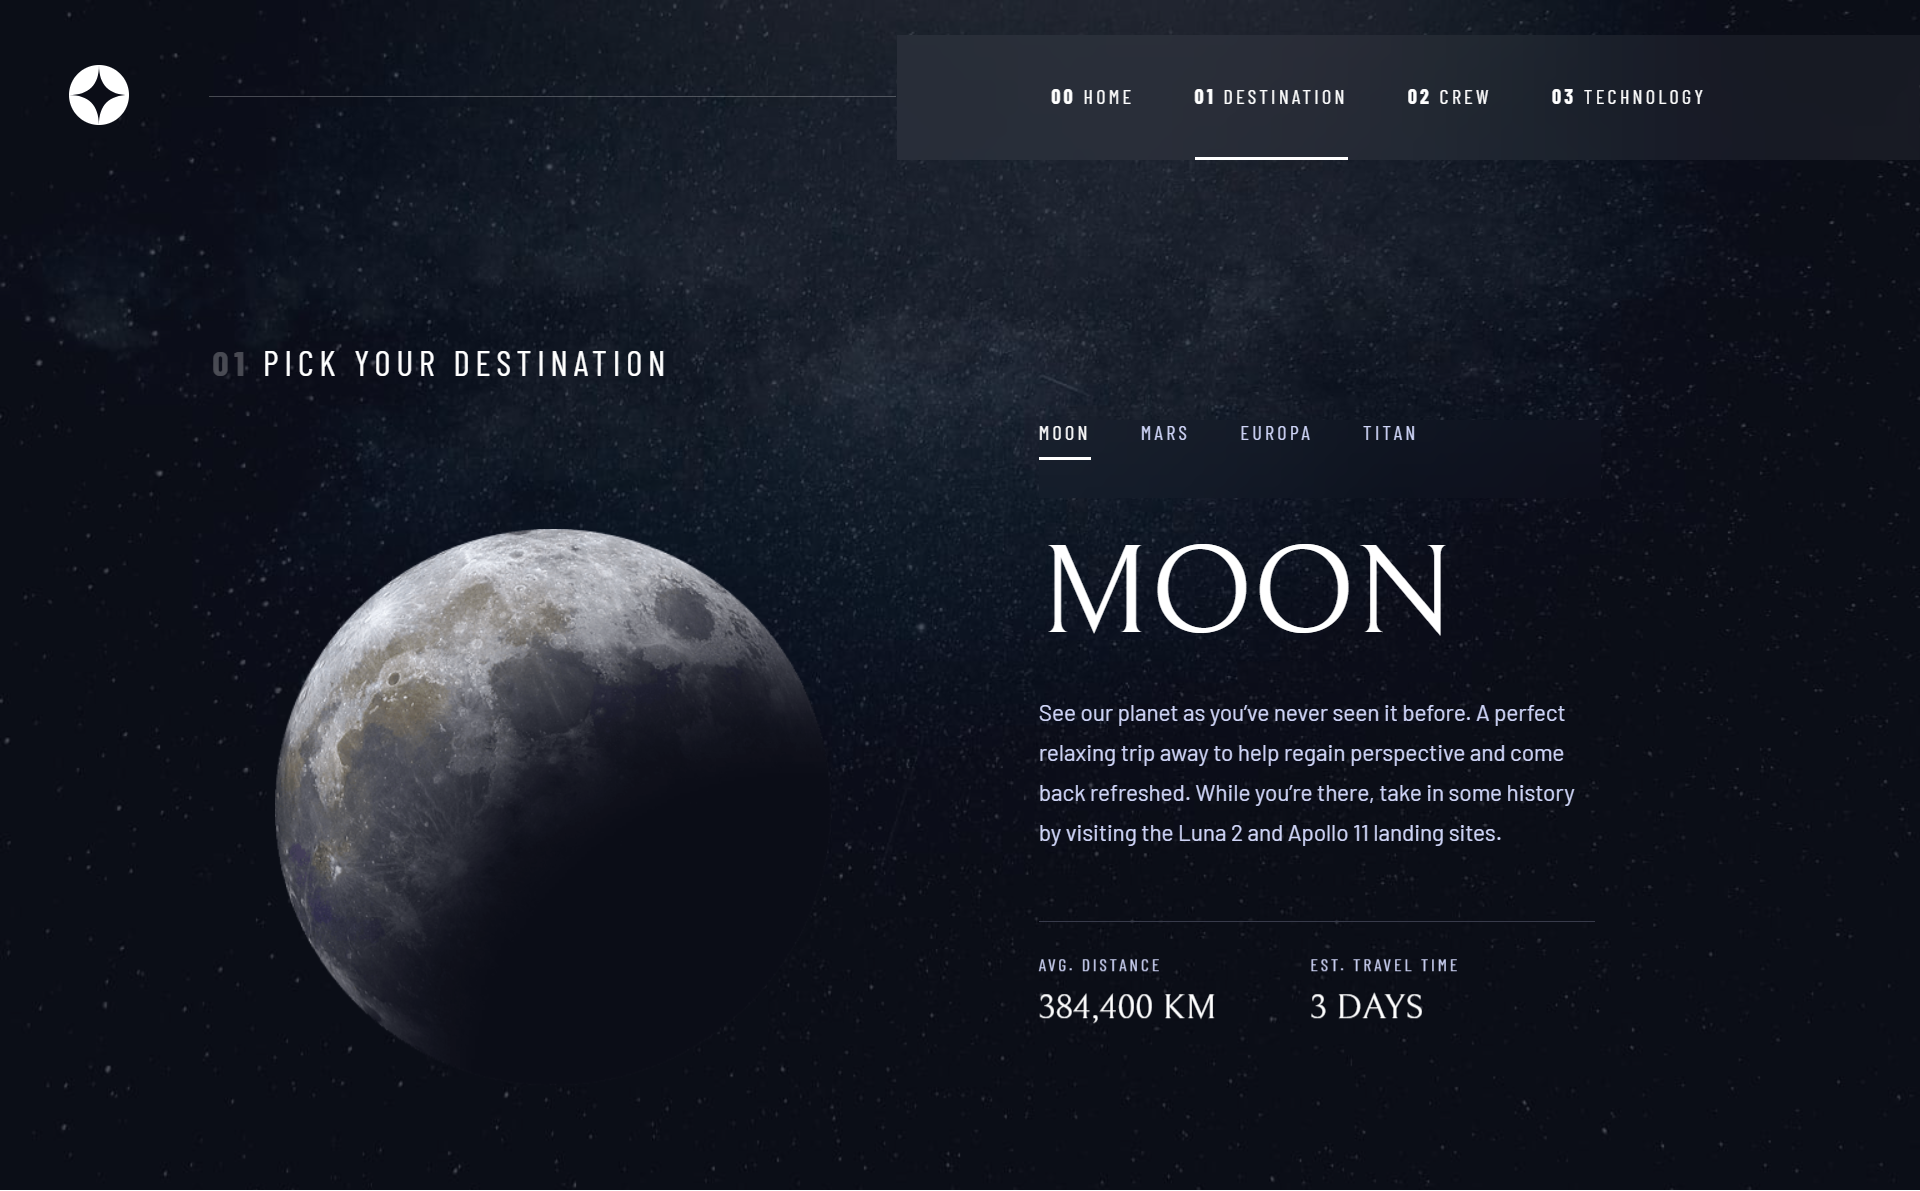 00 HOME 01 DESTINATION 02 CREW 03 TECHNOLOGY
01 PICK YOUR DESTINATION
MOON MARS EUROPA TITAN
MOON
See our planet as you’ve never seen it before. A perfect
relaxing trip away to help regain perspective and come
back refreshed. While you’re there, take in some history
by visiting the Luna 2 and Apollo 11 landing sites.
AVG. DISTANCE EST. TRAVEL TIME
384,400 KM 3 DAYS